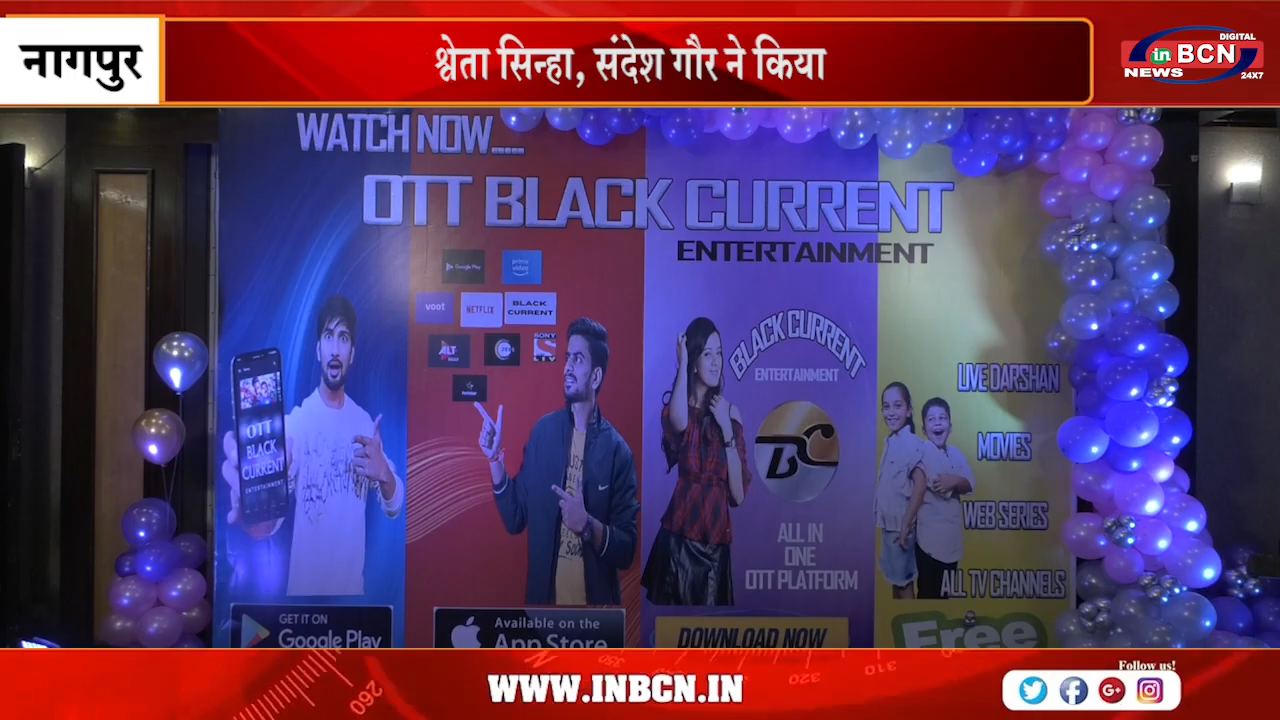 नागपुर
श्वेता सिन्हा, संदेश गौर ने किया
DIGITAL
in BCN
NEWS
24X7
WATCH NOW.....
OTT BLACK CURRENT
ENTERTAINMENT
Google Play
prime video
voot
NETFLIX
BLACK CURRENT
ALT
SONY
BLACK CURRENT
ENTERTAINMENT
BC
OTT
BLACK
CURRENT
ENTERTAINMENT
LIVE DARSHAN
MOVIES
WEB SERIES
ALL TV CHANNELS
ALL IN
ONE
OTT PLATFORM
GET IT ON
Google Play
Available on the
App Store
DOWNLOAD NOW
Free
WWW.INBCN.IN
Follow us!